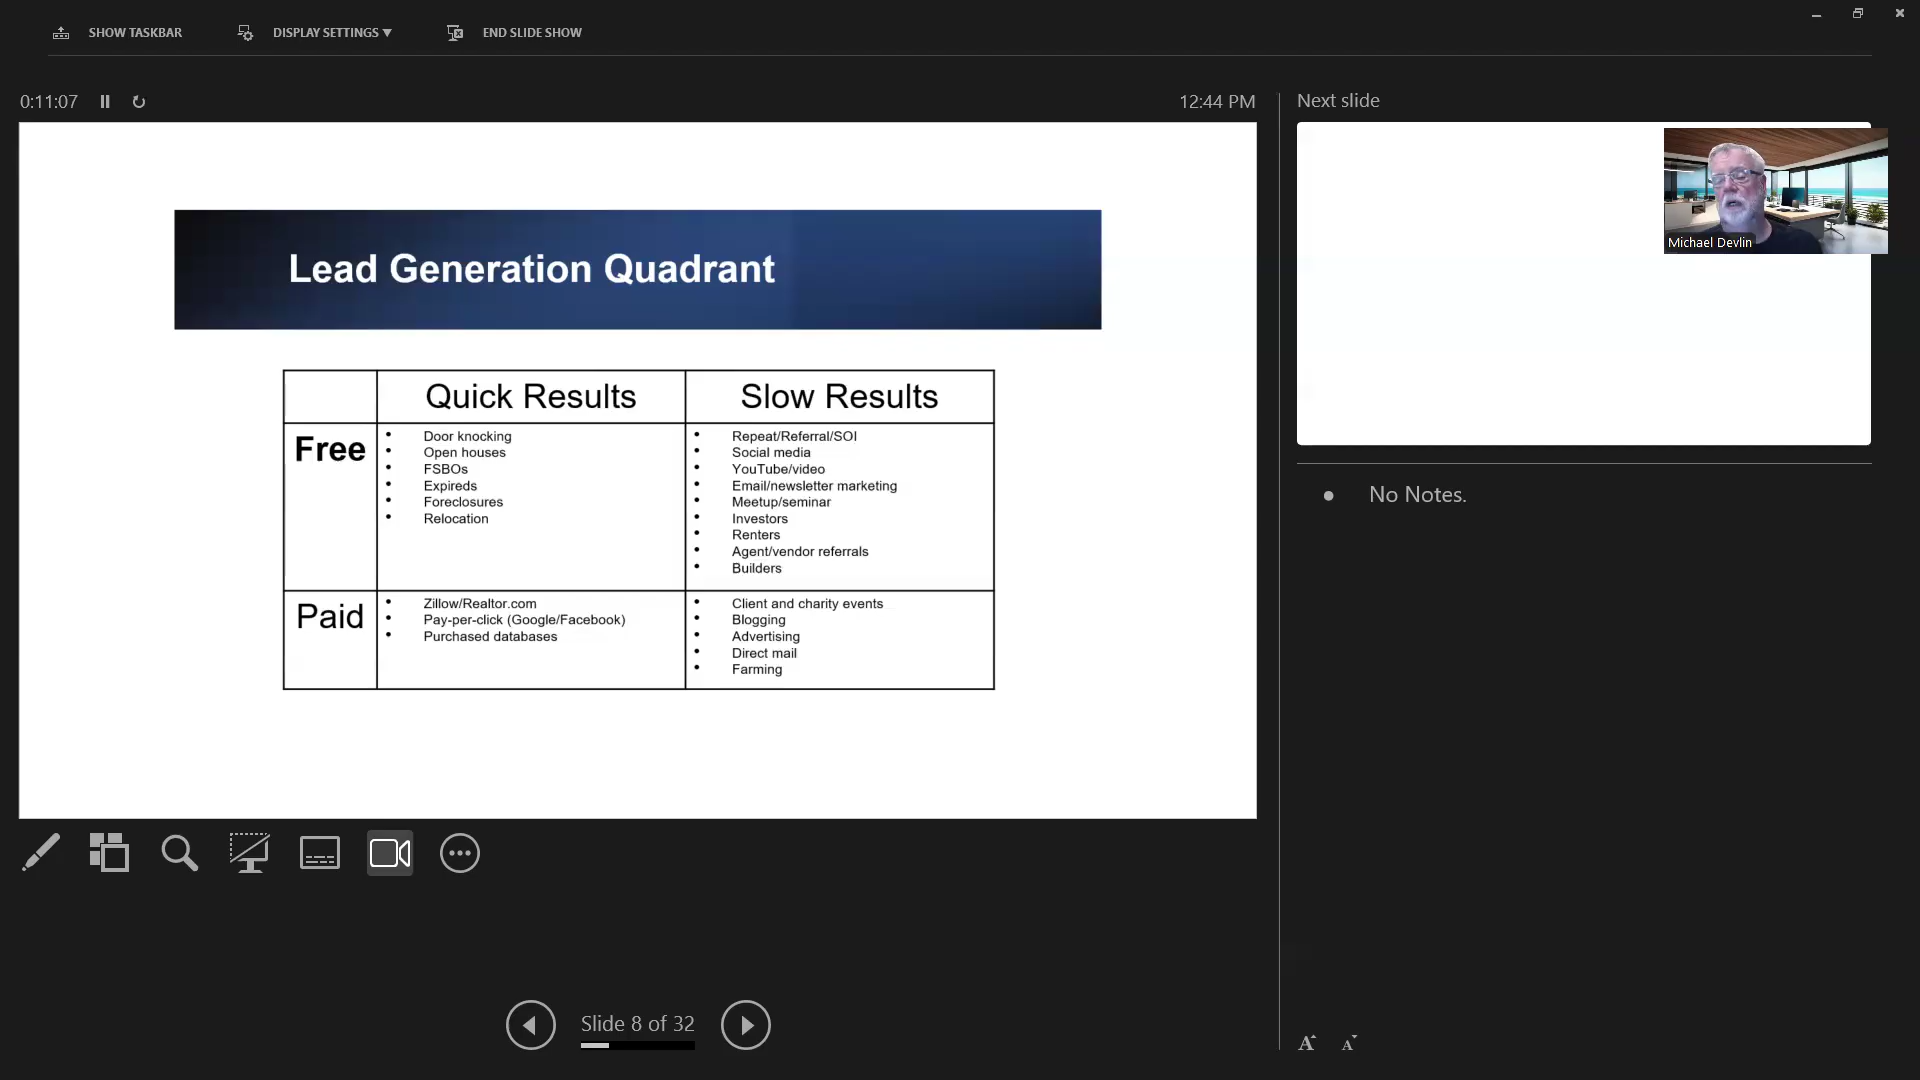 SHOW TASKBAR
DISPLAY SETTINGS ▼
END SLIDE SHOW
0:11:07
12:44 PM
Next slide
Michael Devlin
Lead Generation Quadrant
Quick Results
Slow Results
Free
• Door knocking
• Open houses
• FSBOs
• Expireds
• Foreclosures
• Relocation
• Repeat/Referral/SOI
• Social media
• YouTube/video
• Email/newsletter marketing
• Meetup/seminar
• Investors
• Renters
• Agent/vendor referrals
• Builders
Paid
• Zillow/Realtor.com
• Pay-per-click (Google/Facebook)
• Purchased databases
• Client and charity events
• Blogging
• Advertising
• Direct mail
• Farming
• No Notes.
Slide 8 of 32
A A